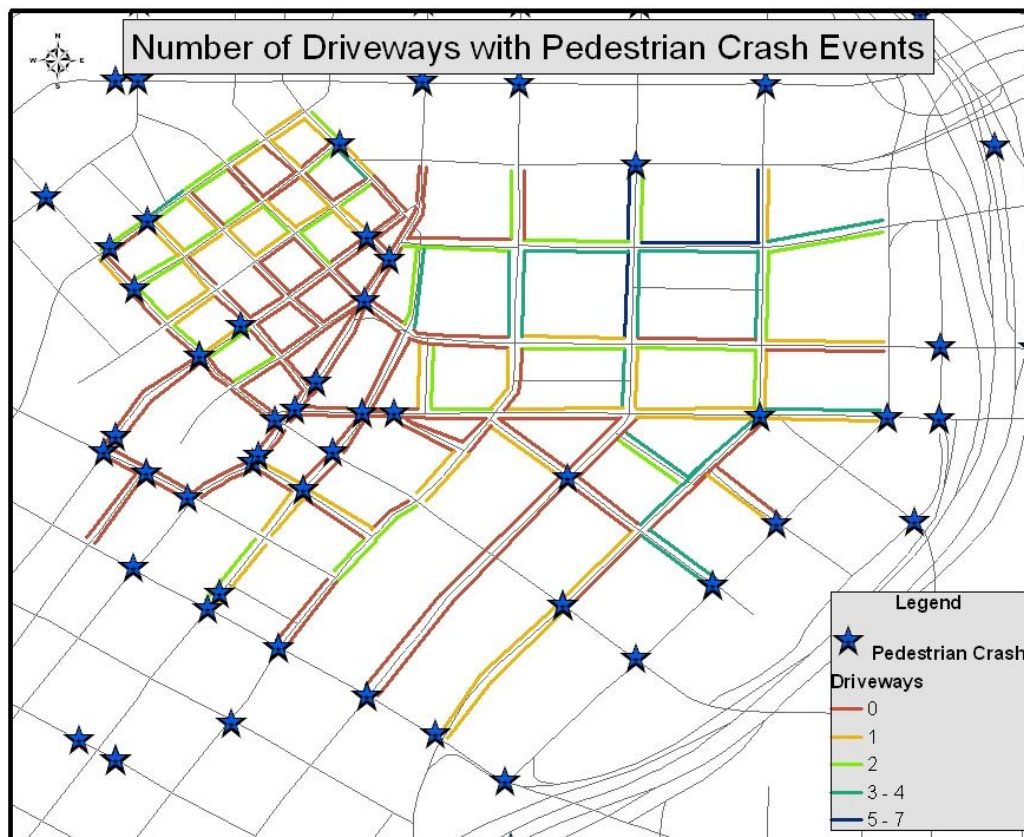 Number of Driveways with Pedestrian Crash Events
N
W E
S
Legend
Pedestrian Crash
Driveways
0
1
2
3 - 4
5 - 7